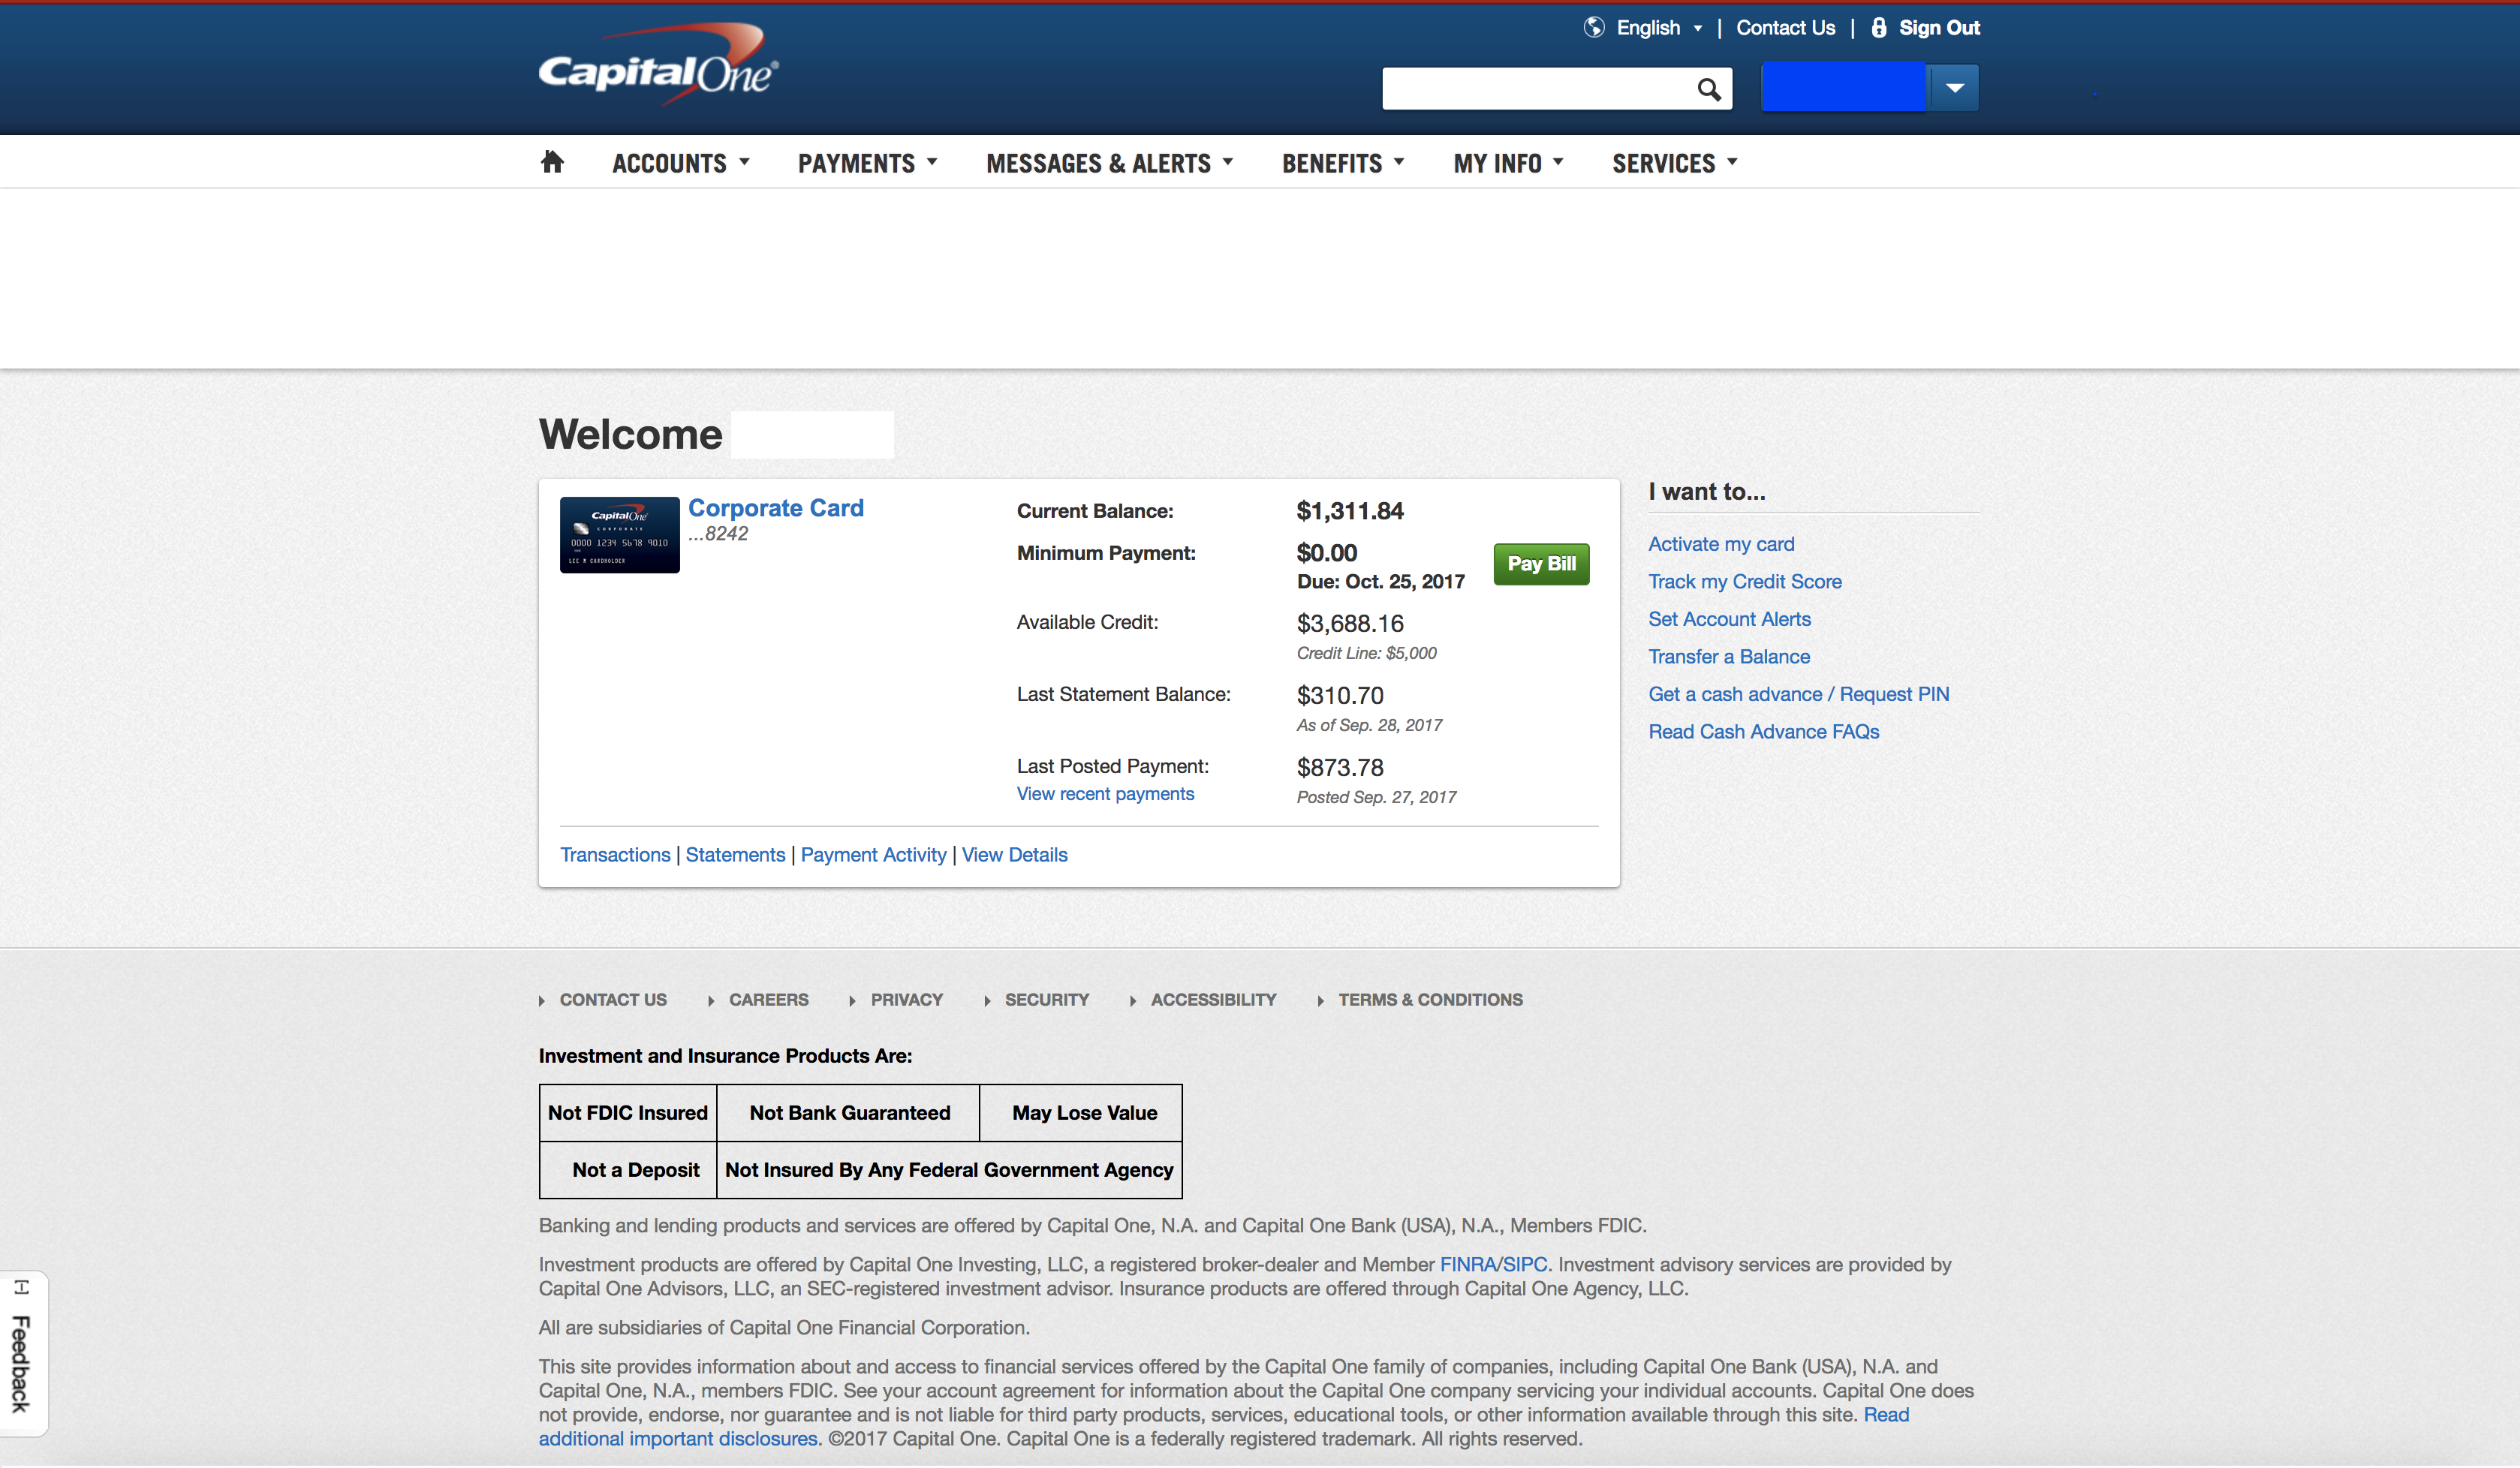 English | Contact Us | Sign Out
CapitalOne®
ACCOUNTS PAYMENTS MESSAGES & ALERTS BENEFITS MY INFO SERVICES
Welcome
CapitalOne®
CORPORATE
0000 1234 5678 9010
LEE M CARDHOLDER
Corporate Card
...8242
Current Balance: $1,311.84
Minimum Payment: $0.00
Due: Oct. 25, 2017
Pay Bill
Available Credit: $3,688.16
Credit Line: $5,000
Last Statement Balance: $310.70
As of Sep. 28, 2017
Last Posted Payment: $873.78
View recent payments Posted Sep. 27, 2017
Transactions | Statements | Payment Activity | View Details
I want to...
Activate my card
Track my Credit Score
Set Account Alerts
Transfer a Balance
Get a cash advance / Request PIN
Read Cash Advance FAQs
CONTACT US CAREERS PRIVACY SECURITY ACCESSIBILITY TERMS & CONDITIONS
Investment and Insurance Products Are:
Not FDIC Insured Not Bank Guaranteed May Lose Value
Not a Deposit Not Insured By Any Federal Government Agency
Banking and lending products and services are offered by Capital One, N.A. and Capital One Bank (USA), N.A., Members FDIC.
Investment products are offered by Capital One Investing, LLC, a registered broker-dealer and Member FINRA/SIPC. Investment advisory services are provided by
Capital One Advisors, LLC, an SEC-registered investment advisor. Insurance products are offered through Capital One Agency, LLC.
All are subsidiaries of Capital One Financial Corporation.
This site provides information about and access to financial services offered by the Capital One family of companies, including Capital One Bank (USA), N.A. and
Capital One, N.A., members FDIC. See your account agreement for information about the Capital One company servicing your individual accounts. Capital One does
not provide, endorse, nor guarantee and is not liable for third party products, services, educational tools, or other information available through this site. Read
additional important disclosures. ©2017 Capital One. Capital One is a federally registered trademark. All rights reserved.
[-] Feedback